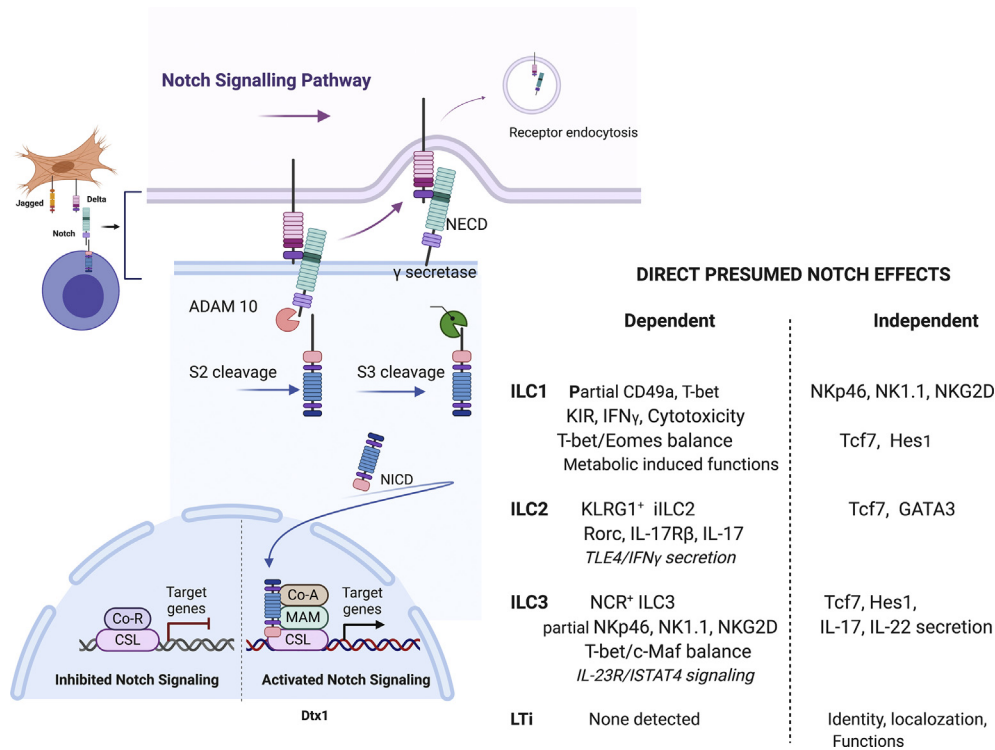 Notch Signalling Pathway
Receptor endocytosis
Jagged
Delta
Notch
NECD
γ secretase
ADAM 10
S2 cleavage
S3 cleavage
NICD
Target
genes
Co-R
CSL
Inhibited Notch Signaling
Co-A
MAM
CSL
Target
genes
Activated Notch Signaling
Dtx1
DIRECT PRESUMED NOTCH EFFECTS
Dependent
Independent
ILC1
Partial CD49a, T-bet
KIR, IFNγ, Cytotoxicity
T-bet/Eomes balance
Metabolic induced functions
NKp46, NK1.1, NKG2D
Tcf7, Hes1
ILC2
KLRG1⁺ iILC2
Rorc, IL-17Rβ, IL-17
TLE4/IFNγ secretion
Tcf7, GATA3
ILC3
NCR⁺ ILC3
partial NKp46, NK1.1, NKG2D
T-bet/c-Maf balance
IL-23R/ISTAT4 signaling
Tcf7, Hes1,
IL-17, IL-22 secretion
LTi
None detected
Identity, localozation,
Functions